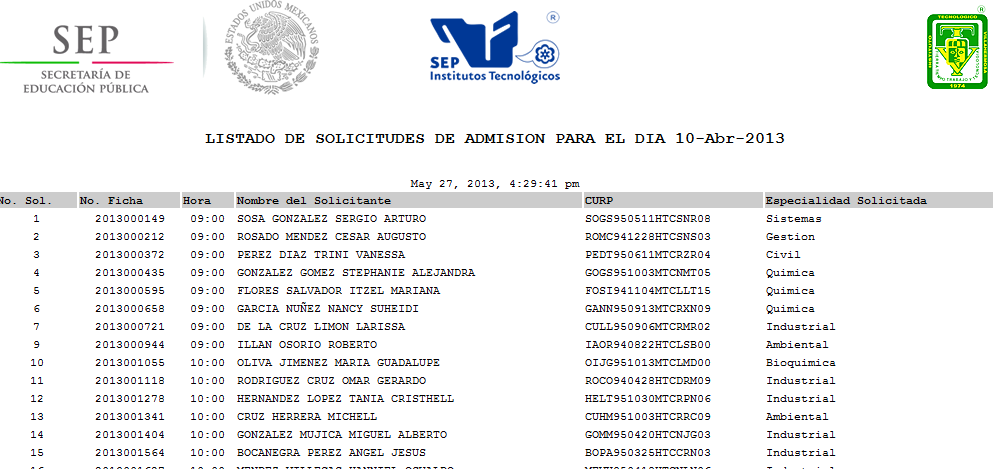 SEP
SECRETARÍA DE
EDUCACIÓN PÚBLICA
ESTADOS UNIDOS MEXICANOS
®
SEP
Institutos Tecnológicos
®
1974
LISTADO DE SOLICITUDES DE ADMISION PARA EL DIA 10-Abr-2013
May 27, 2013, 4:29:41 pm
No. Sol. No. Ficha Hora Nombre del Solicitante CURP Especialidad Solicitada
1 2013000149 09:00 SOSA GONZALEZ SERGIO ARTURO SOGS950511HTCSNR08 Sistemas
2 2013000212 09:00 ROSADO MENDEZ CESAR AUGUSTO ROMC941228HTCSNS03 Gestion
3 2013000372 09:00 PEREZ DIAZ TRINI VANESSA PEDT950611MTCRZR04 Civil
4 2013000435 09:00 GONZALEZ GOMEZ STEPHANIE ALEJANDRA GOGS951003MTCNMT05 Quimica
5 2013000595 09:00 FLORES SALVADOR ITZEL MARIANA FOSI941104MTCLLT15 Quimica
6 2013000658 09:00 GARCIA NUÑEZ NANCY SUHEIDI GANN950913MTCRXN09 Quimica
7 2013000721 09:00 DE LA CRUZ LIMON LARISSA CULL950906MTCRMR02 Industrial
9 2013000944 09:00 ILLAN OSORIO ROBERTO IAOR940822HTCLSB00 Ambiental
10 2013001055 10:00 OLIVA JIMENEZ MARIA GUADALUPE OIJG951013MTCLMD00 Bioquimica
11 2013001118 10:00 RODRIGUEZ CRUZ OMAR GERARDO ROCO940428HTCDRM09 Industrial
12 2013001278 10:00 HERNANDEZ LOPEZ TANIA CRISTHELL HELT951030MTCRPN06 Industrial
13 2013001341 10:00 CRUZ HERRERA MICHELL CUHM951003HTCRRC09 Ambiental
14 2013001404 10:00 GONZALEZ MUJICA MIGUEL ALBERTO GOMM950420HTCNJG03 Industrial
15 2013001564 10:00 BOCANEGRA PEREZ ANGEL JESUS BOPA950325HTCCRN03 Industrial